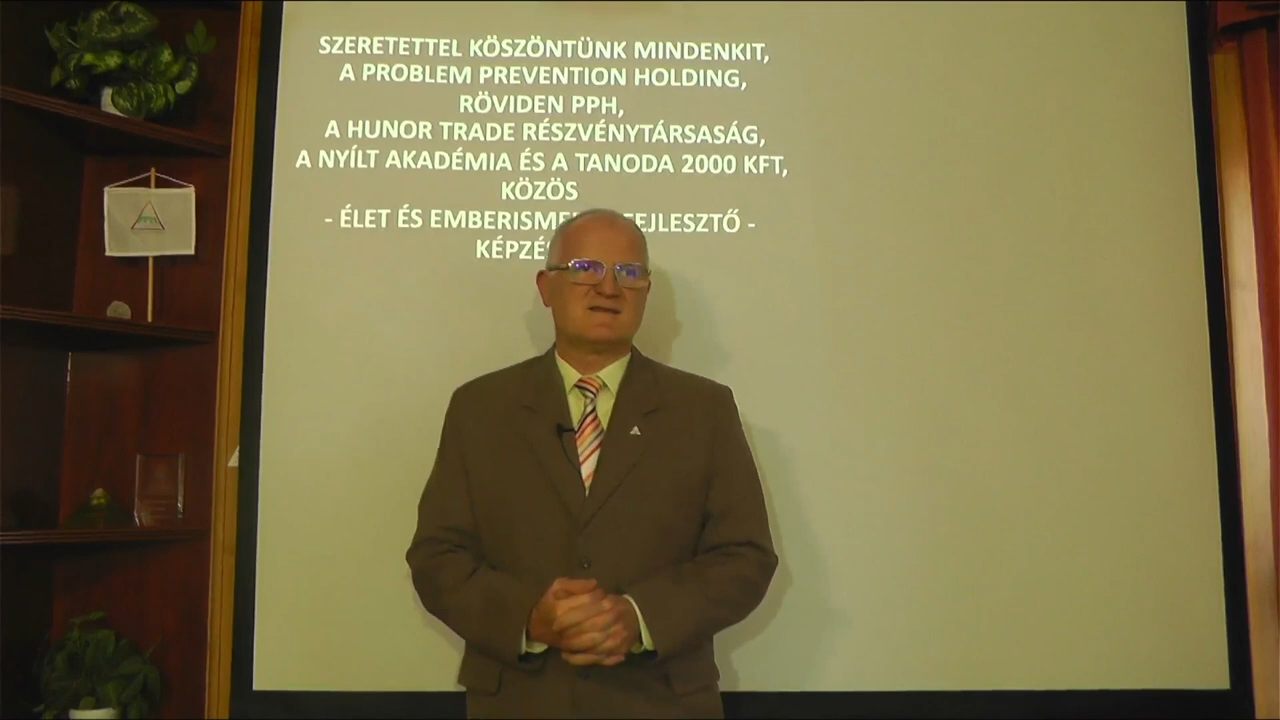 SZERETETTEL KÖSZÖNTÜNK MINDENKIT,
A PROBLEM PREVENTION HOLDING,
RÖVIDEN PPH,
A HUNOR TRADE RÉSZVÉNYTÁRSASÁG,
A NYÍLT AKADÉMIA ÉS A TANODA 2000 KFT,
KÖZÖS
- ÉLET ÉS